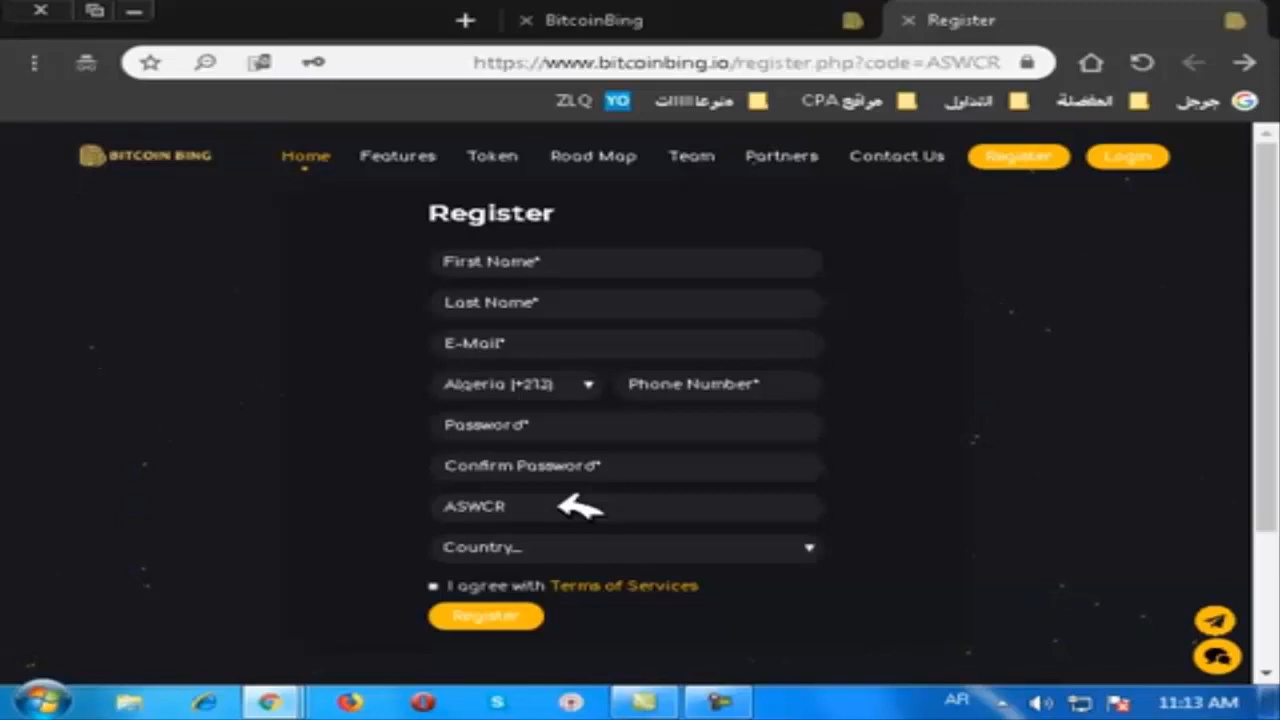 BitcoinBing
Register
https://www.bitcoinbing.io/register.php?code=ASWCR
جوجل
المفضلة
التداول
مواقع CPA
منوعااااات
ZLQ
YO
BITCOIN BING
Home
Features
Token
Road Map
Team
Partners
Contact Us
Register
Login
Register
First Name*
Last Name*
E-Mail*
Algeria (+213)
Phone Number*
Password*
Confirm Password*
ASWCR
Country...
I agree with Terms of Services
Register
AR
11:13 AM